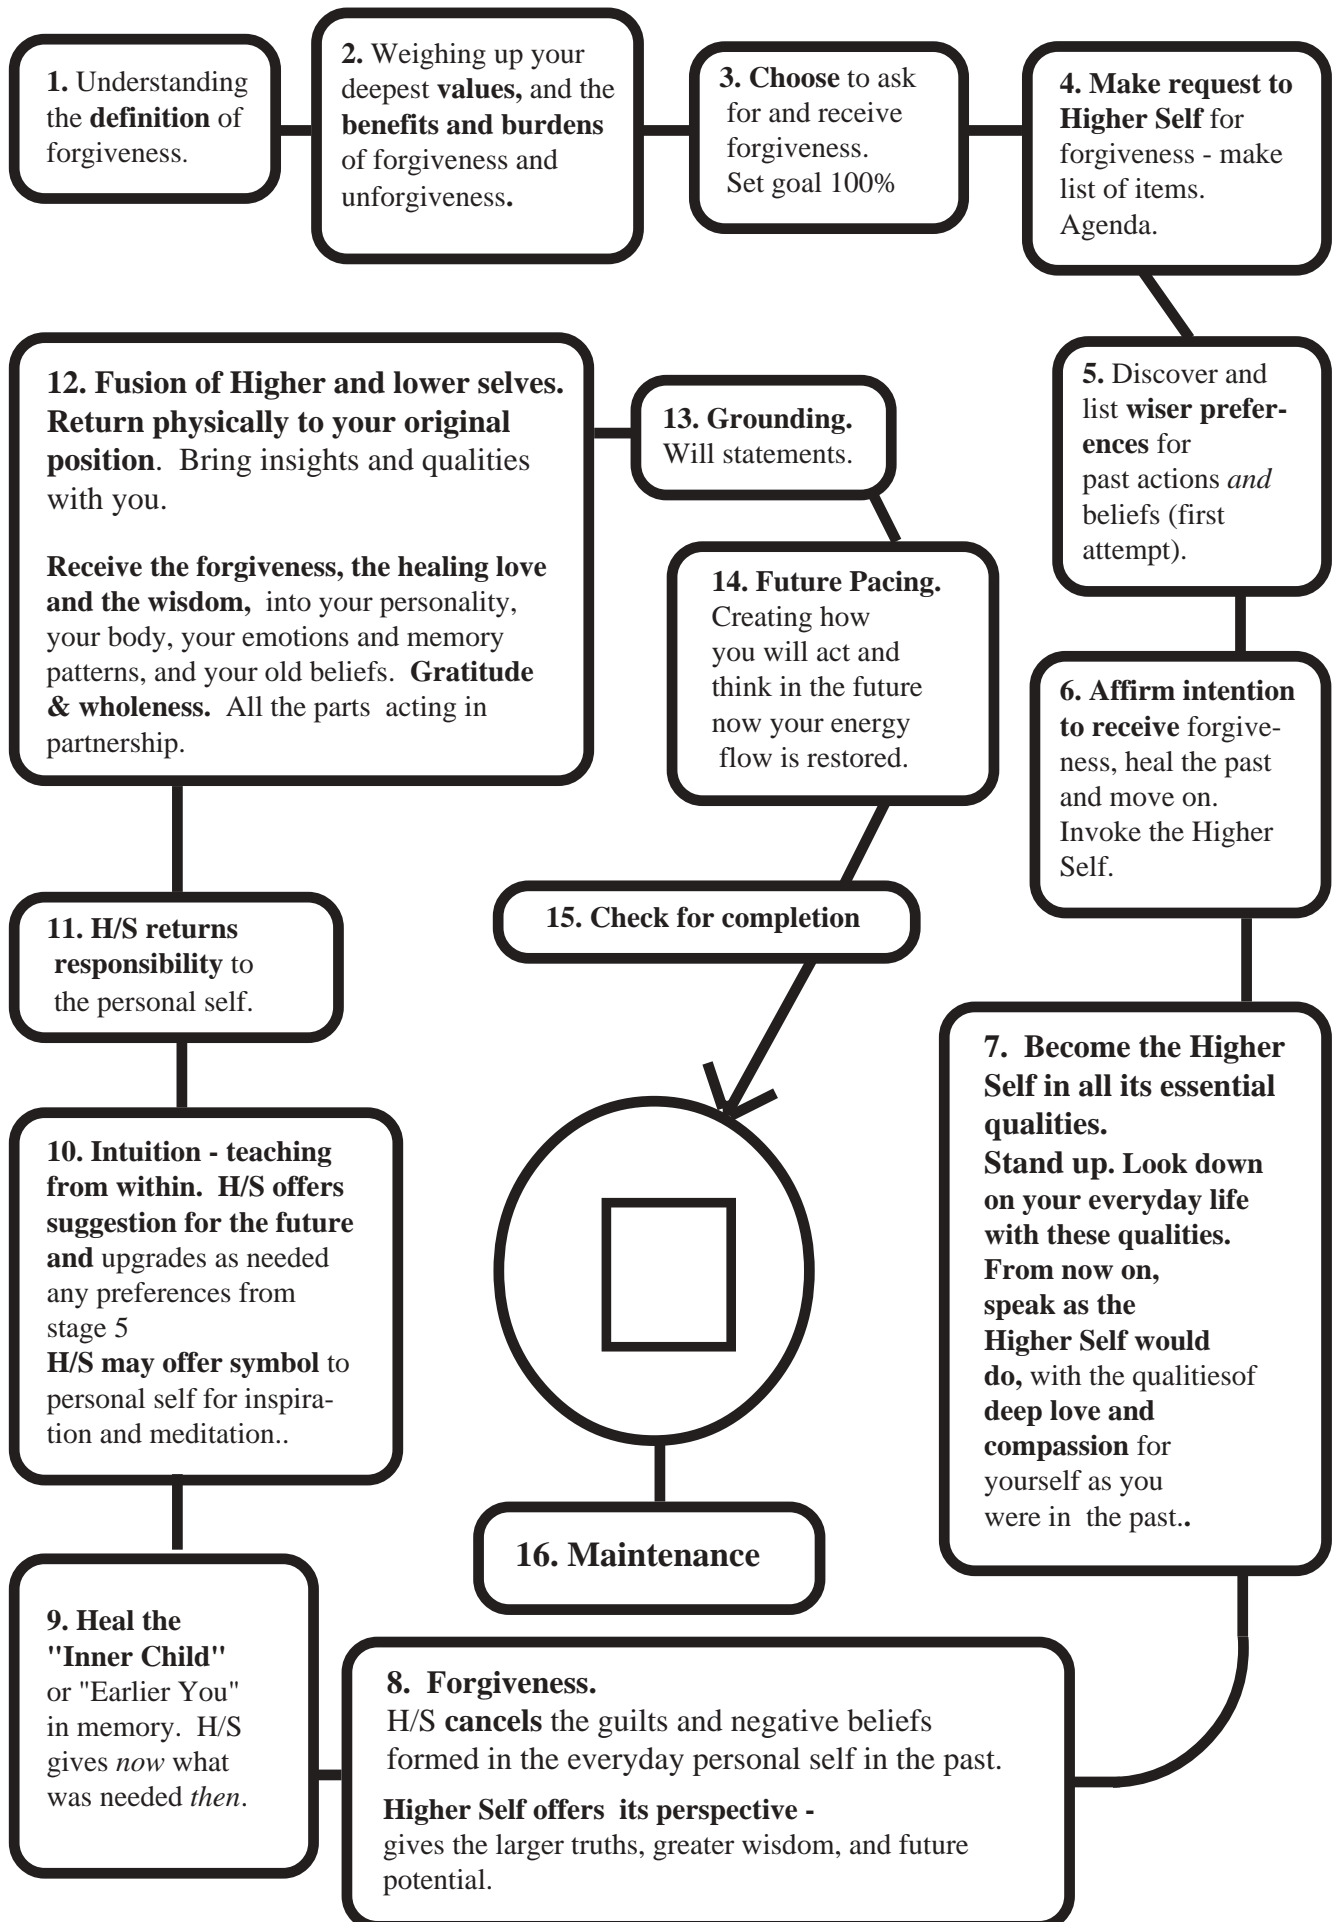 1. Understanding
the definition of
forgiveness.
2. Weighing up your
deepest values, and the
benefits and burdens
of forgiveness and
unforgiveness.
3. Choose to ask
for and receive
forgiveness.
Set goal 100%
4. Make request to
Higher Self for
forgiveness - make
list of items.
Agenda.
5. Discover and
list wiser prefer-
ences for
past actions and
beliefs (first
attempt).
6. Affirm intention
to receive forgive-
ness, heal the past
and move on.
Invoke the Higher
Self.
7. Become the Higher
Self in all its essential
qualities.
Stand up. Look down
on your everyday life
with these qualities.
From now on,
speak as the
Higher Self would
do, with the qualitiesof
deep love and
compassion for
yourself as you
were in the past..
8. Forgiveness.
H/S cancels the guilts and negative beliefs
formed in the everyday personal self in the past.
Higher Self offers its perspective -
gives the larger truths, greater wisdom, and future
potential.
9. Heal the
"Inner Child"
or "Earlier You"
in memory. H/S
gives now what
was needed then.
10. Intuition - teaching
from within. H/S offers
suggestion for the future
and upgrades as needed
any preferences from
stage 5
H/S may offer symbol to
personal self for inspira-
tion and meditation..
11. H/S returns
responsibility to
the personal self.
12. Fusion of Higher and lower selves.
Return physically to your original
position. Bring insights and qualities
with you.
Receive the forgiveness, the healing love
and the wisdom, into your personality,
your body, your emotions and memory
patterns, and your old beliefs. Gratitude
& wholeness. All the parts acting in
partnership.
13. Grounding.
Will statements.
14. Future Pacing.
Creating how
you will act and
think in the future
now your energy
flow is restored.
15. Check for completion
16. Maintenance